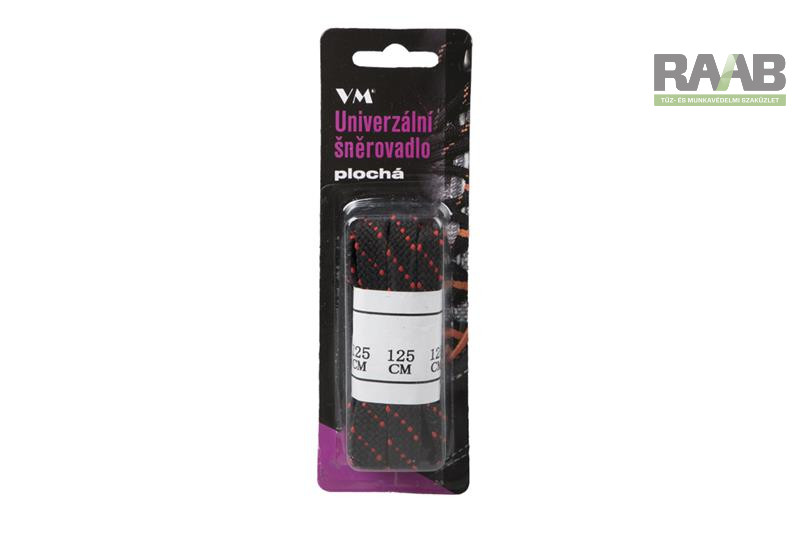 VM®
Univerzální
šněrovadlo
plochá
125 125 125
CM CM CM
RAAB
TŰZ- ÉS MUNKAVÉDELMI SZAKÜZLET